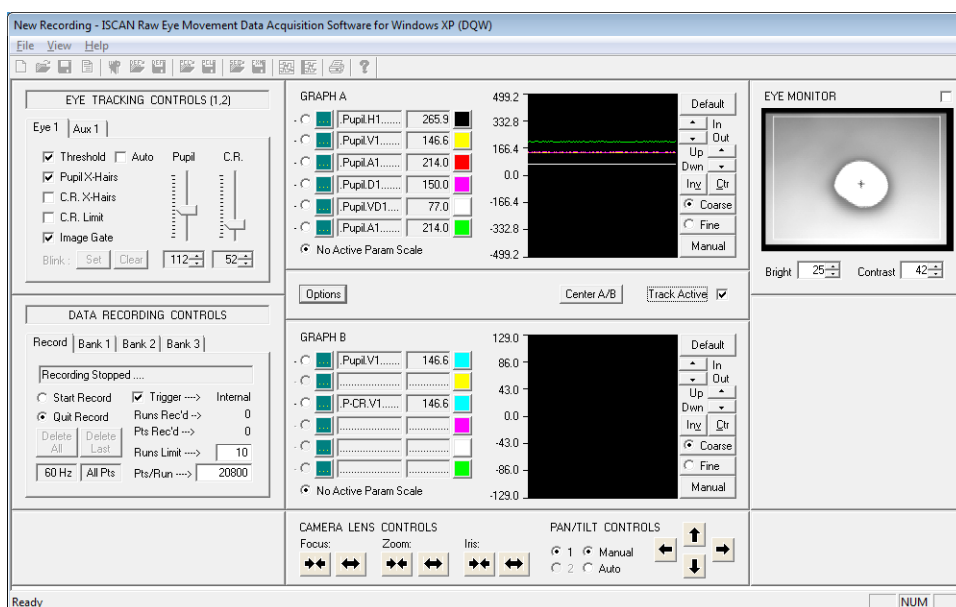 New Recording - ISCAN Raw Eye Movement Data Acquisition Software for Windows XP (DQW)
File View Help
EYE TRACKING CONTROLS (1,2)
Eye 1 Aux 1
Threshold Auto Pupil C.R.
Pupil X-Hairs
C.R. X-Hairs
C.R. Limit
Image Gate
Blink : Set Clear 112 52
DATA RECORDING CONTROLS
Record Bank 1 Bank 2 Bank 3
Recording Stopped ....
Start Record Trigger ----> Internal
Quit Record Runs Rec'd --> 0
Pts Rec'd ---> 0
Delete All Delete Last Runs Limit ----> 10
60 Hz All Pts Pts/Run ----> 20800
GRAPH A
.Pupil.H1....... 265.9
.Pupil.V1....... 146.6
.Pupil.A1....... 214.0
.Pupil.D1....... 150.0
.Pupil.VD1.... 77.0
.Pupil.A1....... 214.0
No Active Param Scale
499.2
332.8
166.4
0.0
-166.4
-332.8
-499.2
Default
In
Out
Up
Dwn
Inv Ctr
Coarse
Fine
Manual
Options Center A/B Track Active
GRAPH B
.Pupil.V1....... 146.6
P-CR.V1..... 146.6
No Active Param Scale
129.0
86.0
43.0
0.0
-43.0
-86.0
-129.0
Default
In
Out
Up
Dwn
Inv Ctr
Coarse
Fine
Manual
CAMERA LENS CONTROLS
Focus: Zoom: Iris:
PAN/TILT CONTROLS
1 Manual
2 Auto
EYE MONITOR
Bright 25 Contrast 42
Ready NUM